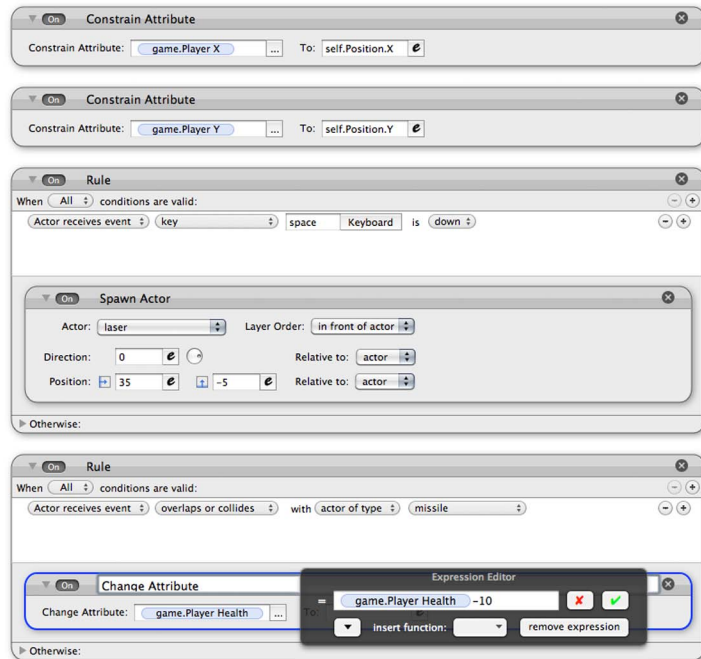 On Constrain Attribute
Constrain Attribute: game.Player X ... To: self.Position.X e
On Constrain Attribute
Constrain Attribute: game.Player Y ... To: self.Position.Y e
On Rule
When All conditions are valid:
Actor receives event key space Keyboard is down
On Spawn Actor
Actor: laser Layer Order: in front of actor
Direction: 0 e Relative to: actor
Position: 35 e -5 e Relative to: actor
Otherwise:
On Rule
When All conditions are valid:
Actor receives event overlaps or collides with actor of type missile
Expression Editor
On Change Attribute
= game.Player Health -10
Change Attribute: game.Player Health ... To:
insert function: remove expression
Otherwise: